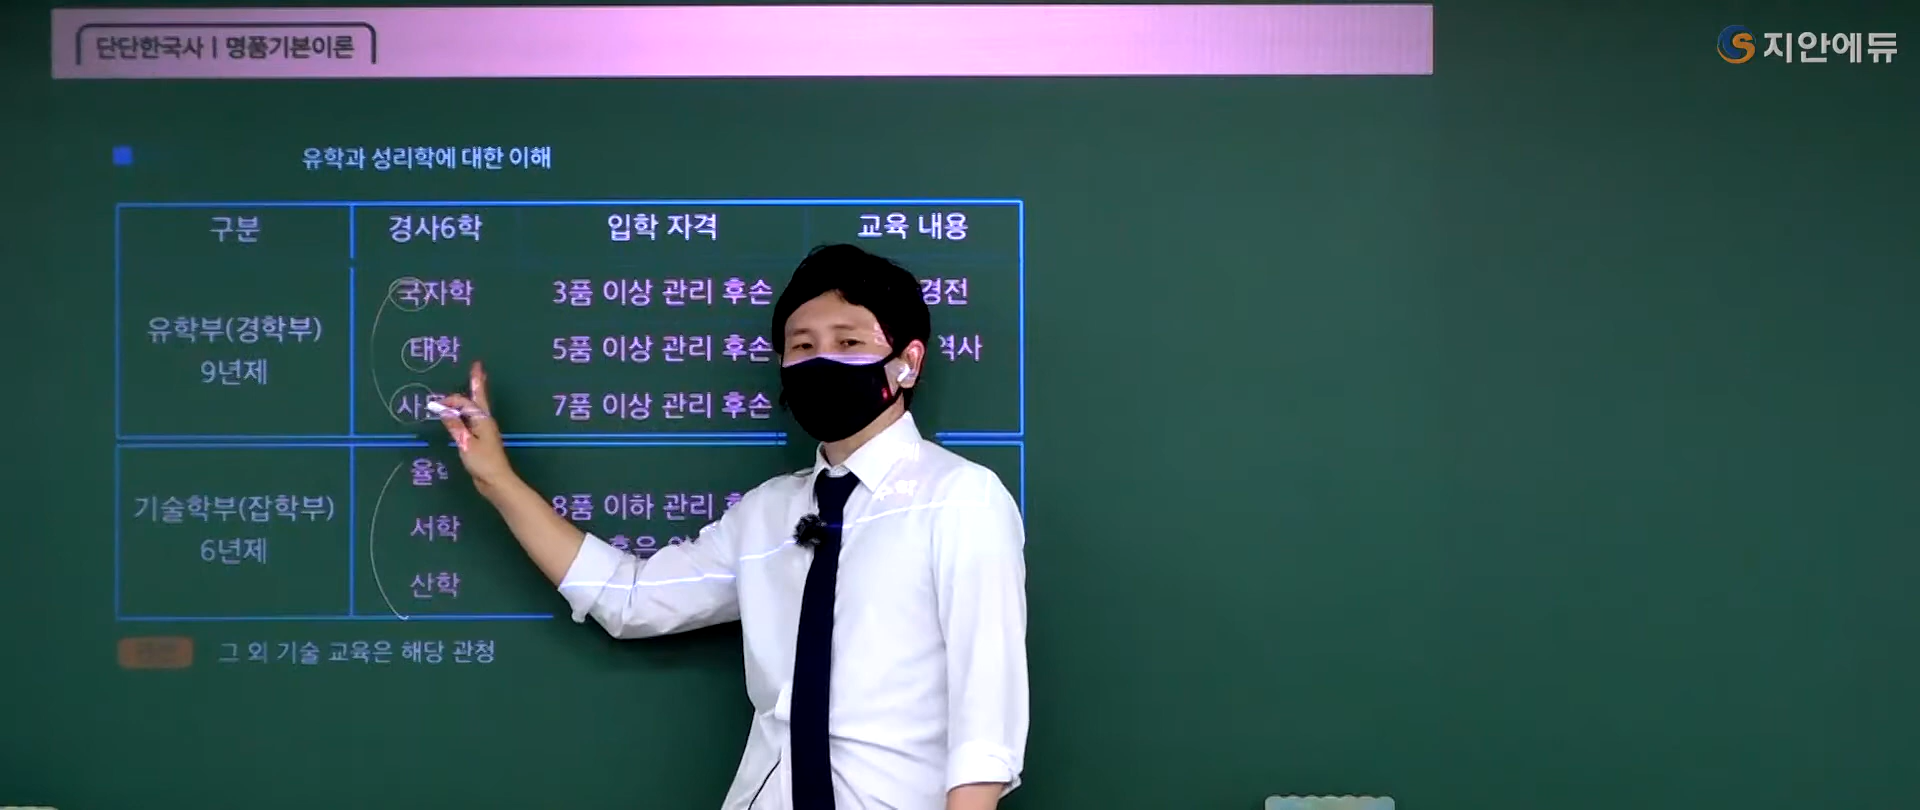 단단한국사 | 명품기본이론
지안에듀
유학과 성리학에 대한 이해
구분 경사6학 입학 자격 교육 내용
유학부(경학부)
9년제
국자학 3품 이상 관리 후손 경전
태학 5품 이상 관리 후손 역사
사 7품 이상 관리 후손
기술학부(잡학부)
6년제
율
서학 8품 이하 관리
산학
수학
그 외 기술 교육은 해당 관청